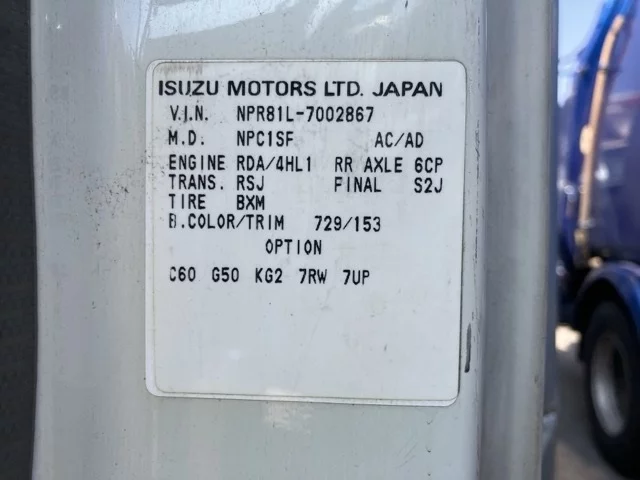 ISUZU MOTORS LTD. JAPAN
V.I.N. NPR81L-7002867
M.D. NPC1SF AC/AD
ENGINE RDA/4HL1 RR AXLE 6CP
TRANS. RSJ FINAL S2J
TIRE BXM
B.COLOR/TRIM 729/153
OPTION
C60 G50 KG2 7RW 7UP